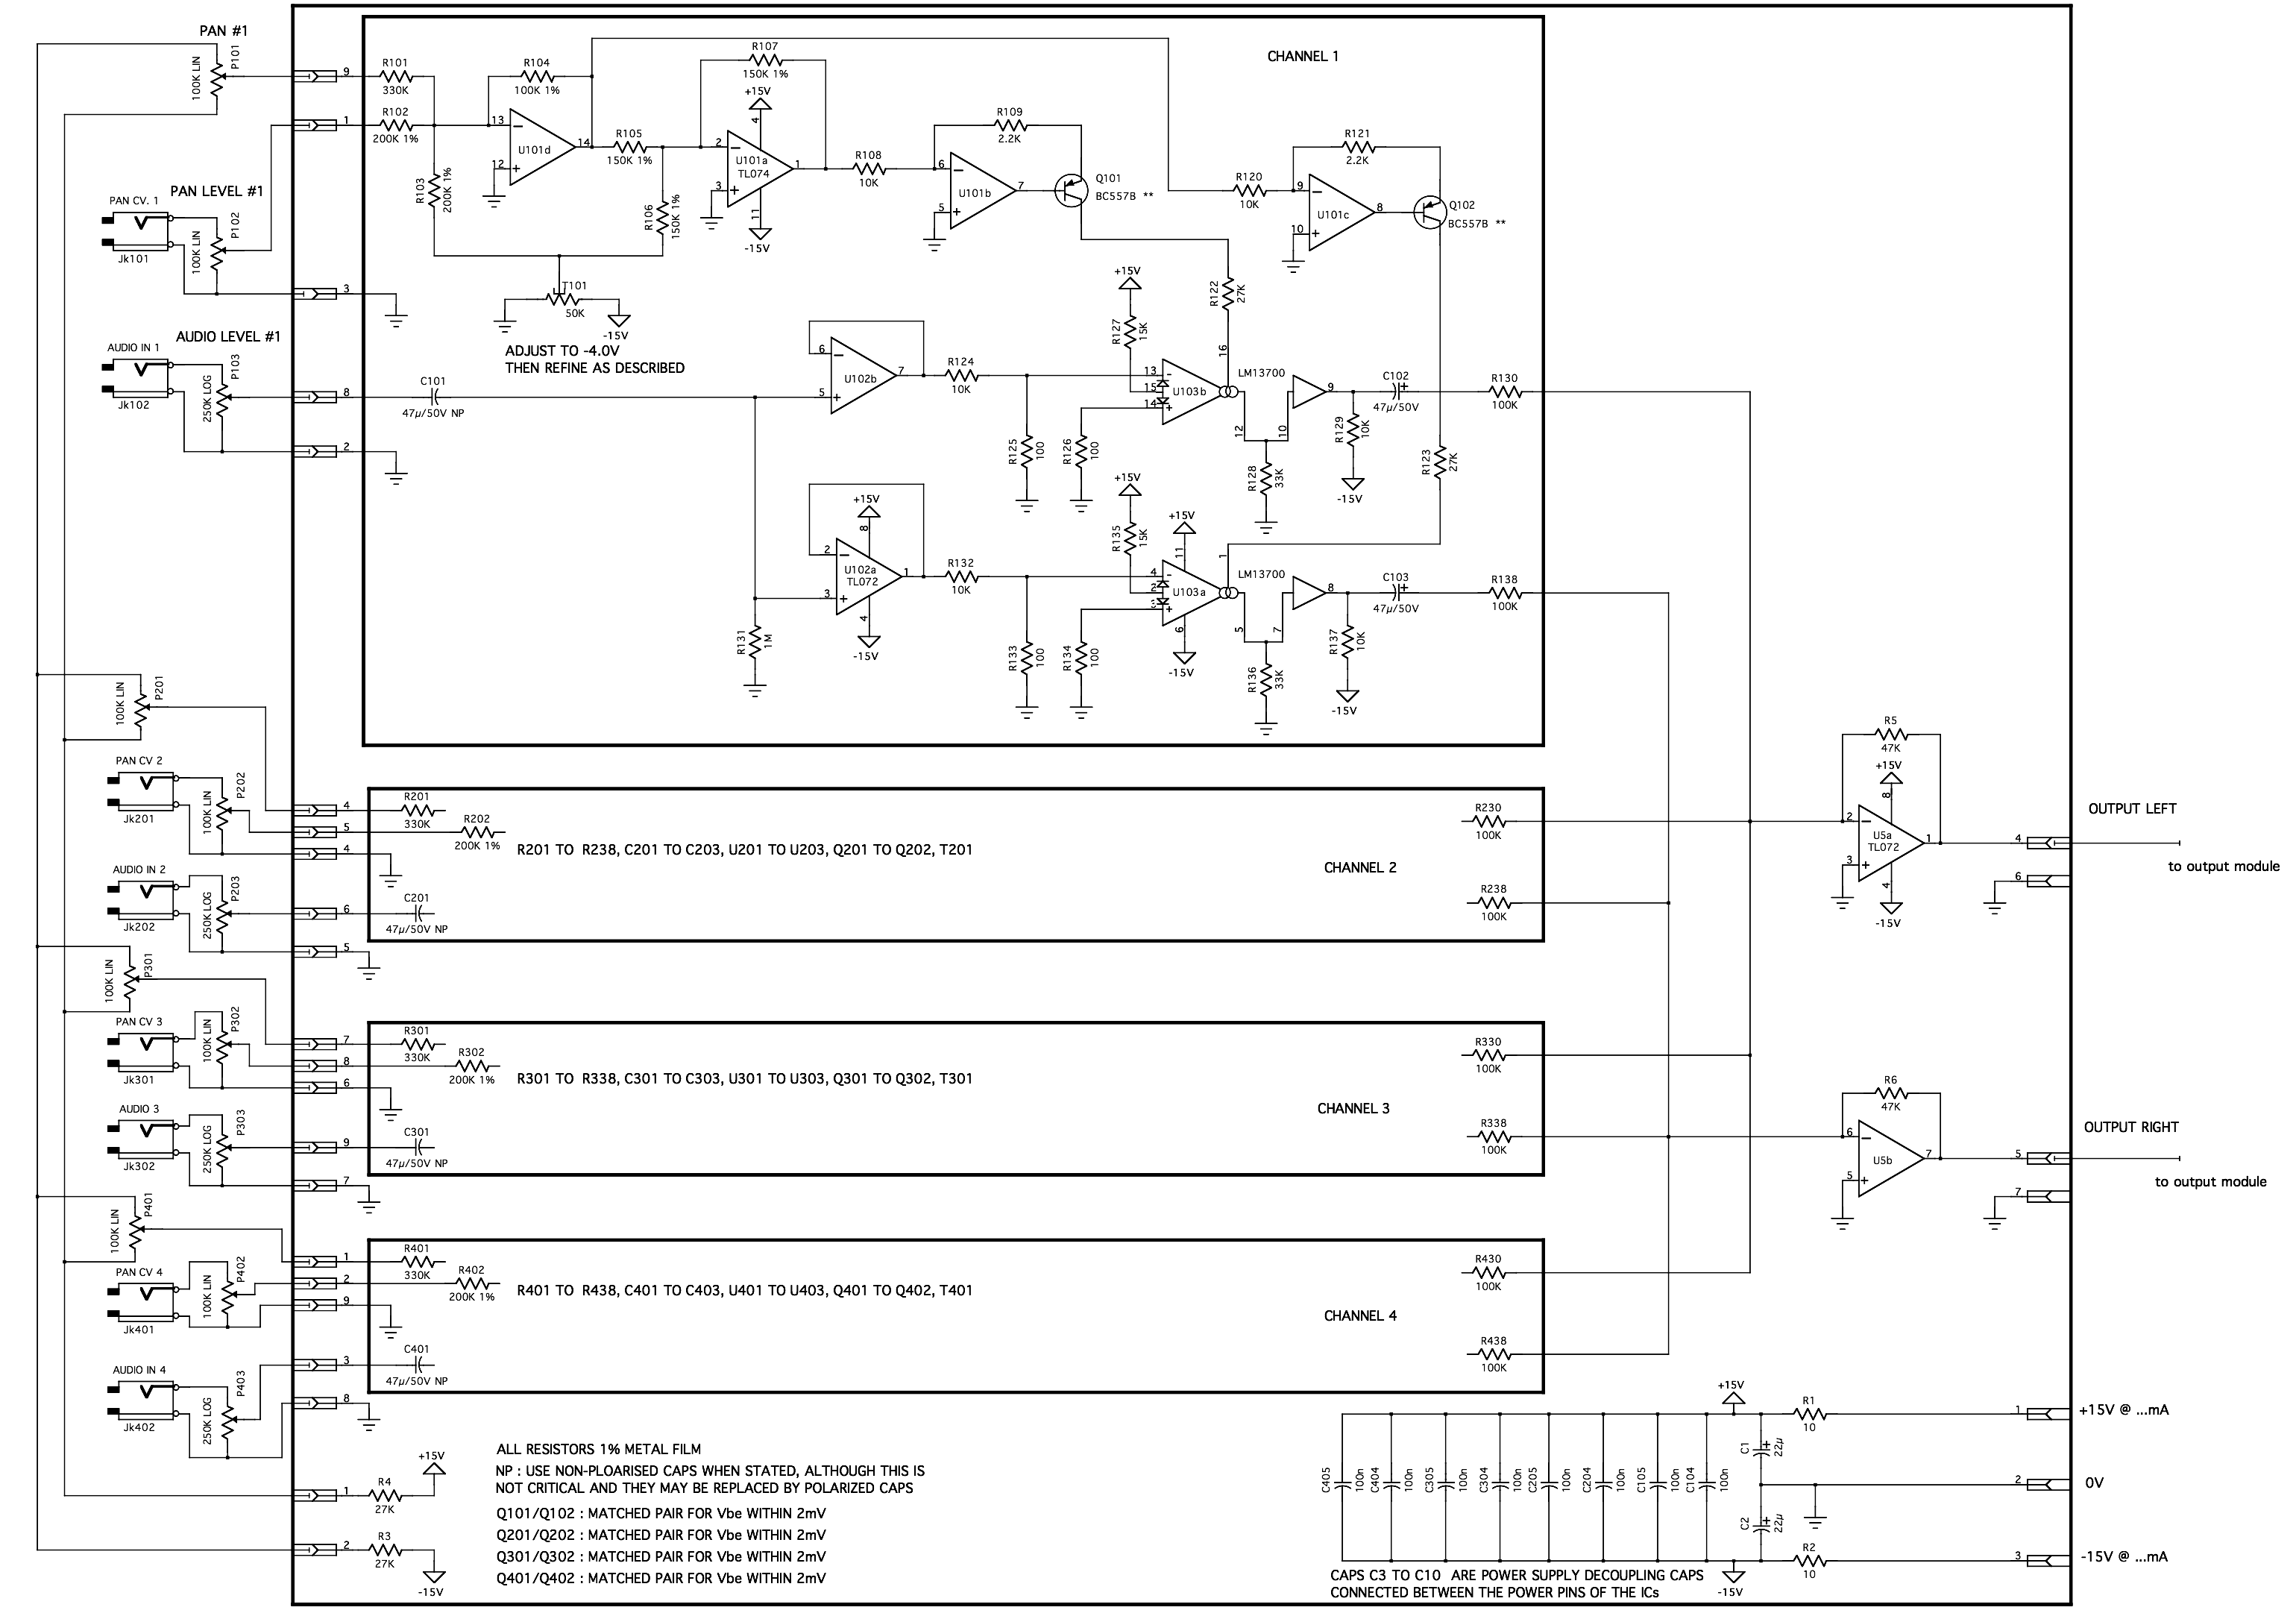 PAN #1
P101
100K LIN
9
R101
330K
1
R102
200K 1%
R103
200K 1%
R104
100K 1%
13
12
14
U101d
R105
150K 1%
R106
150K 1%
R107
150K 1%
+15V
4
2
3
1
11
U101a
TL074
-15V
R108
10K
R109
2.2K
6
5
7
U101b
Q101
BC557B **
CHANNEL 1
R120
10K
R121
2.2K
9
10
8
U101c
Q102
BC557B **
PAN LEVEL #1
PAN CV. 1
Jk101
P102
100K LIN
3
T101
50K
-15V
ADJUST TO -4.0V
THEN REFINE AS DESCRIBED
AUDIO LEVEL #1
AUDIO IN 1
Jk102
P103
250K LOG
8
2
C101
47µ/50V NP
6
5
7
U102b
R124
10K
R125
100
R126
100
+15V
R127
15K
R122
27K
16
13
15
14
U103b
LM13700
12
10
9
R128
33K
R129
10K
-15V
C102
47µ/50V
R130
100K
R123
27K
+15V
8
2
3
1
4
U102a
TL072
-15V
R131
1M
R132
10K
R133
100
R134
100
+15V
R135
15K
+15V
11
1
4
2
3
6
U103a
LM13700
-15V
5
7
8
R136
33K
R137
10K
-15V
C103
47µ/50V
R138
100K
P201
100K LIN
PAN CV 2
Jk201
P202
100K LIN
4
5
4
R201
330K
R202
200K 1%
R201 TO R238, C201 TO C203, U201 TO U203, Q201 TO Q202, T201
CHANNEL 2
R230
100K
R238
100K
AUDIO IN 2
Jk202
P203
250K LOG
6
5
C201
47µ/50V NP
R5
47K
+15V
8
2
3
1
4
U5a
TL072
-15V
4
6
OUTPUT LEFT
to output module
P301
100K LIN
PAN CV 3
Jk301
P302
100K LIN
7
8
6
R301
330K
R302
200K 1%
R301 TO R338, C301 TO C303, U301 TO U303, Q301 TO Q302, T301
CHANNEL 3
R330
100K
R338
100K
AUDIO 3
Jk302
P303
250K LOG
9
7
C301
47µ/50V NP
R6
47K
6
5
7
U5b
5
7
OUTPUT RIGHT
to output module
P401
100K LIN
PAN CV 4
Jk401
P402
100K LIN
1
2
9
R401
330K
R402
200K 1%
R401 TO R438, C401 TO C403, U401 TO U403, Q401 TO Q402, T401
CHANNEL 4
R430
100K
R438
100K
AUDIO IN 4
Jk402
P403
250K LOG
3
8
C401
47µ/50V NP
1
R4
27K
+15V
2
R3
27K
-15V
ALL RESISTORS 1% METAL FILM
NP : USE NON-PLOARISED CAPS WHEN STATED, ALTHOUGH THIS IS
NOT CRITICAL AND THEY MAY BE REPLACED BY POLARIZED CAPS
Q101/Q102 : MATCHED PAIR FOR Vbe WITHIN 2mV
Q201/Q202 : MATCHED PAIR FOR Vbe WITHIN 2mV
Q301/Q302 : MATCHED PAIR FOR Vbe WITHIN 2mV
Q401/Q402 : MATCHED PAIR FOR Vbe WITHIN 2mV
C405
100n
C404
100n
C305
100n
C304
100n
C205
100n
C204
100n
C105
100n
C104
100n
+15V
C1
22µ
C2
22µ
-15V
R1
10
R2
10
1
+15V @ ...mA
2
0V
3
-15V @ ...mA
CAPS C3 TO C10 ARE POWER SUPPLY DECOUPLING CAPS
CONNECTED BETWEEN THE POWER PINS OF THE ICs